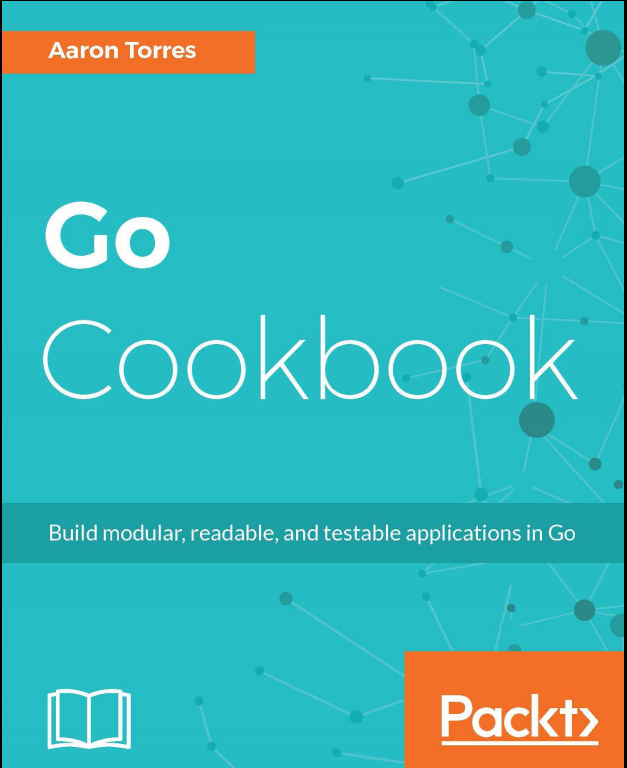 Aaron Torres
Go
Cookbook
Build modular, readable, and testable applications in Go
Packt>